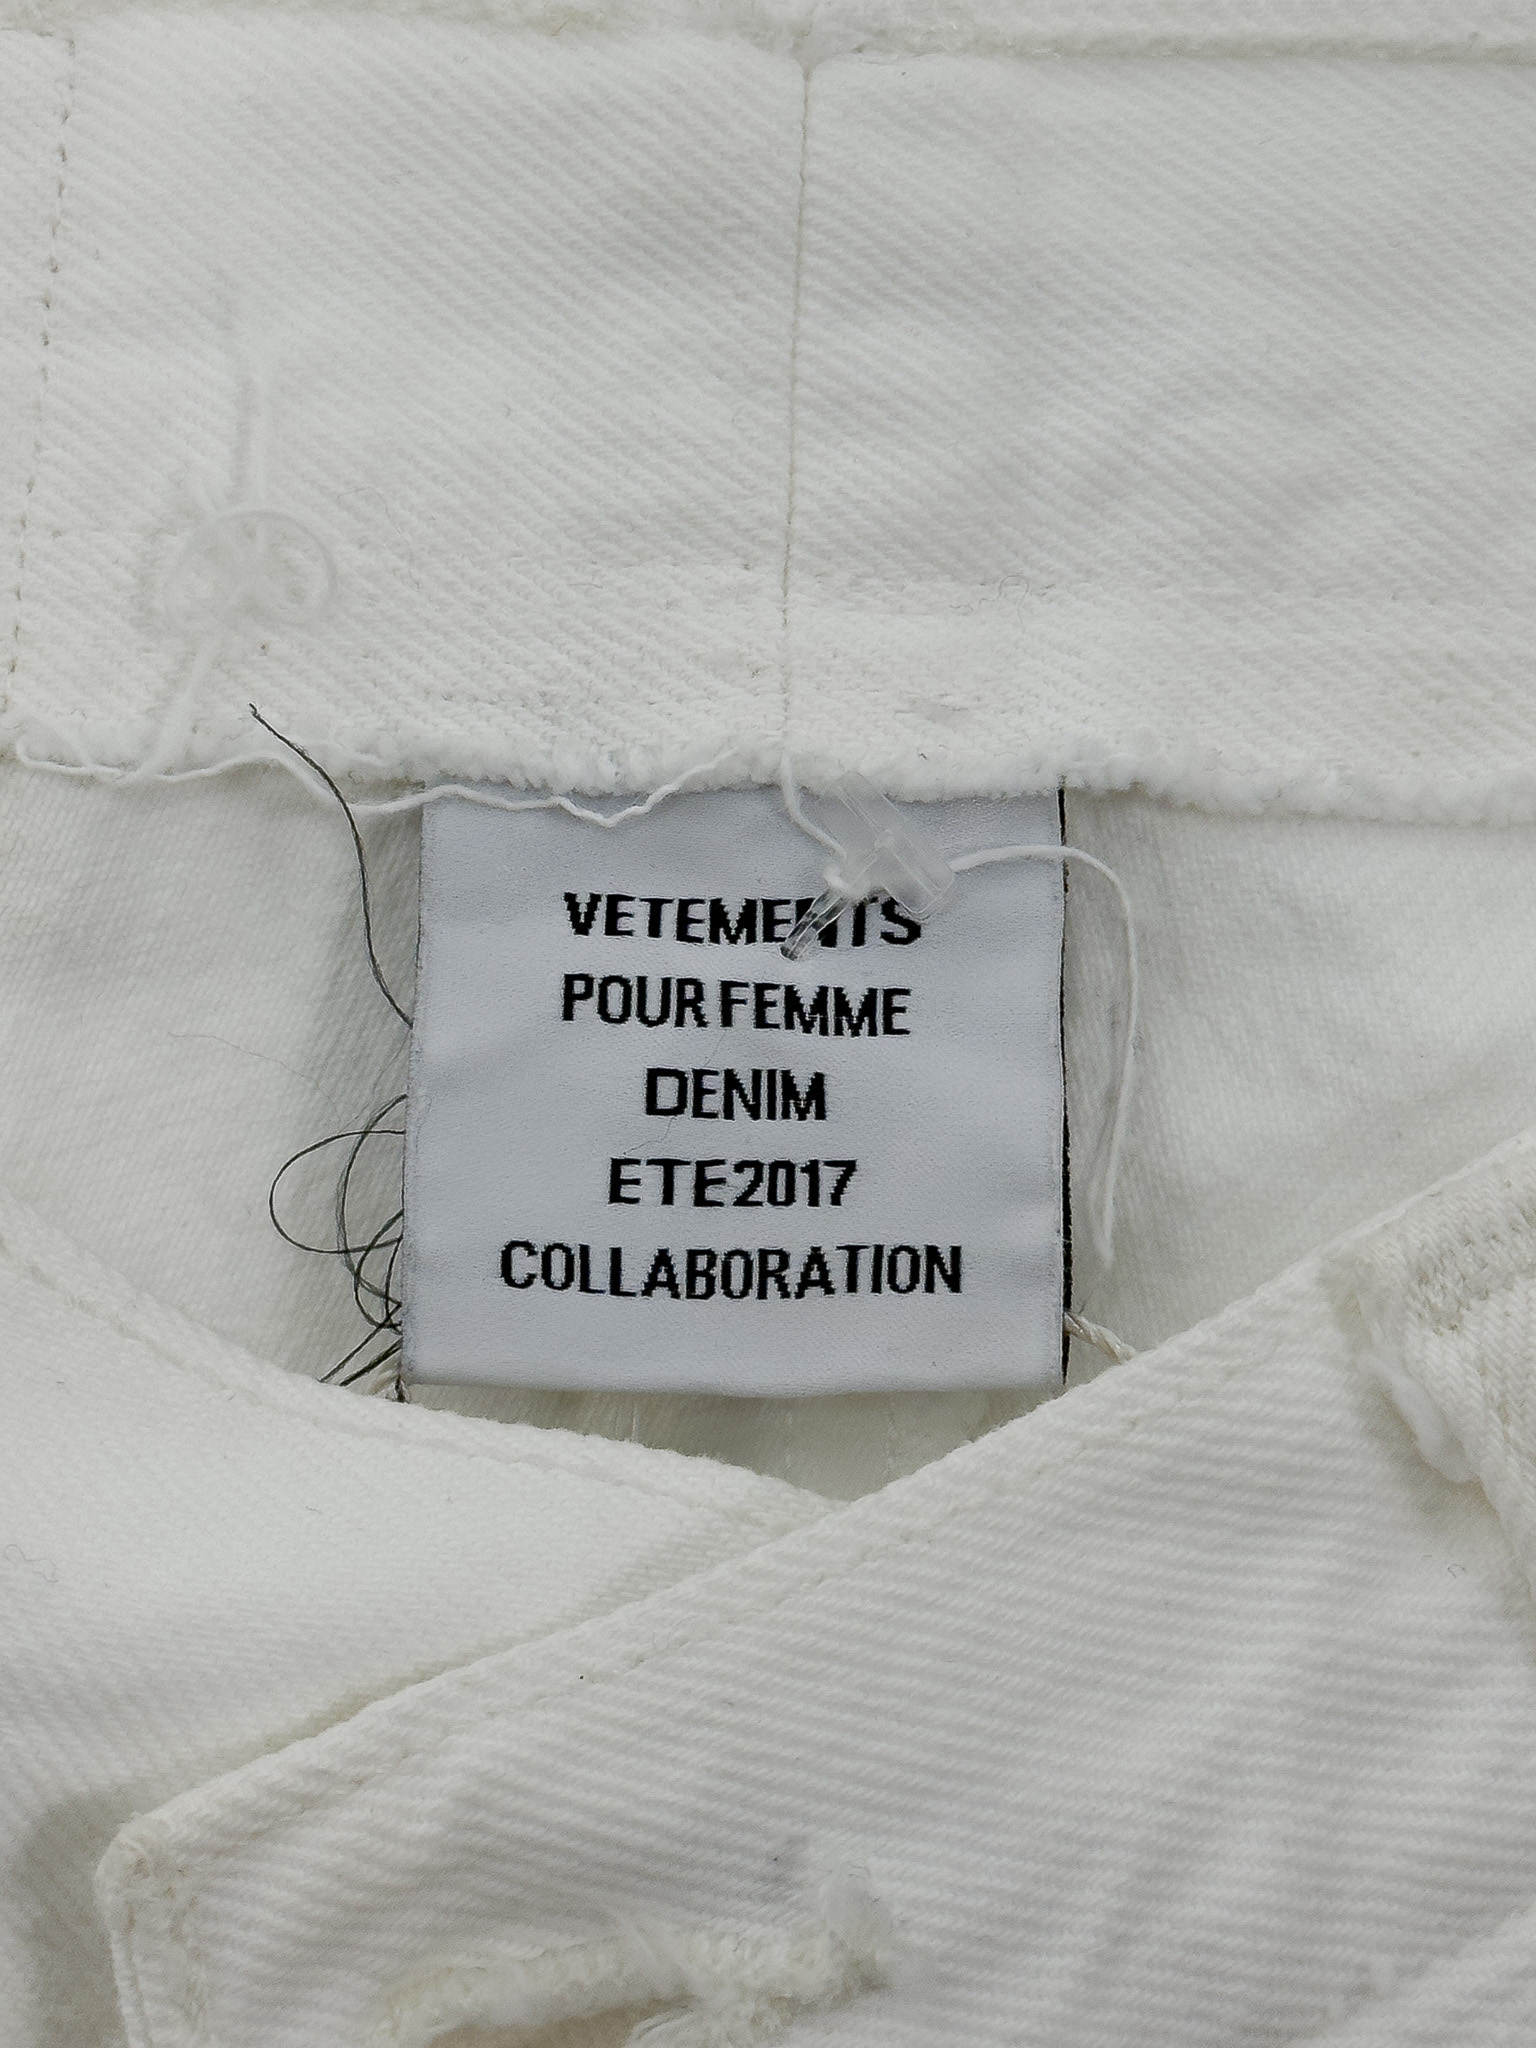 VETEMENTS
POUR FEMME
DENIM
ETE2017
COLLABORATION